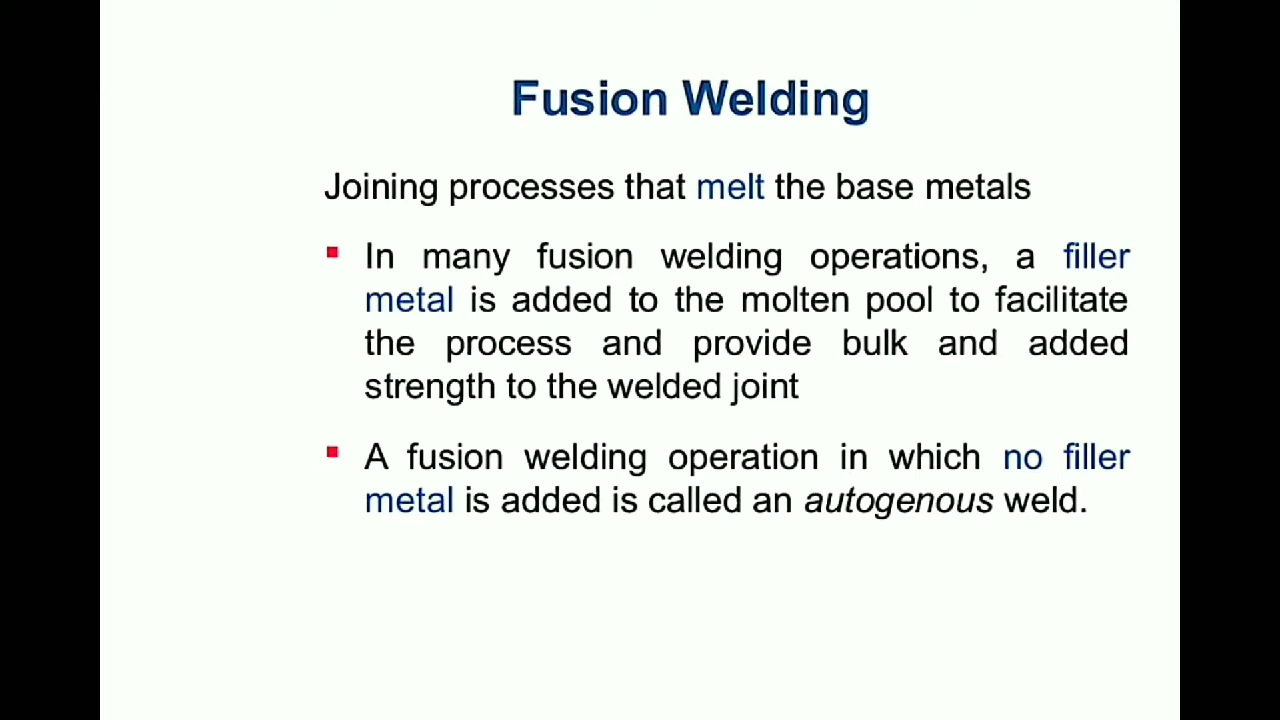 Fusion Welding
Joining processes that melt the base metals
▪ In many fusion welding operations, a filler
metal is added to the molten pool to facilitate
the process and provide bulk and added
strength to the welded joint
▪ A fusion welding operation in which no filler
metal is added is called an autogenous weld.